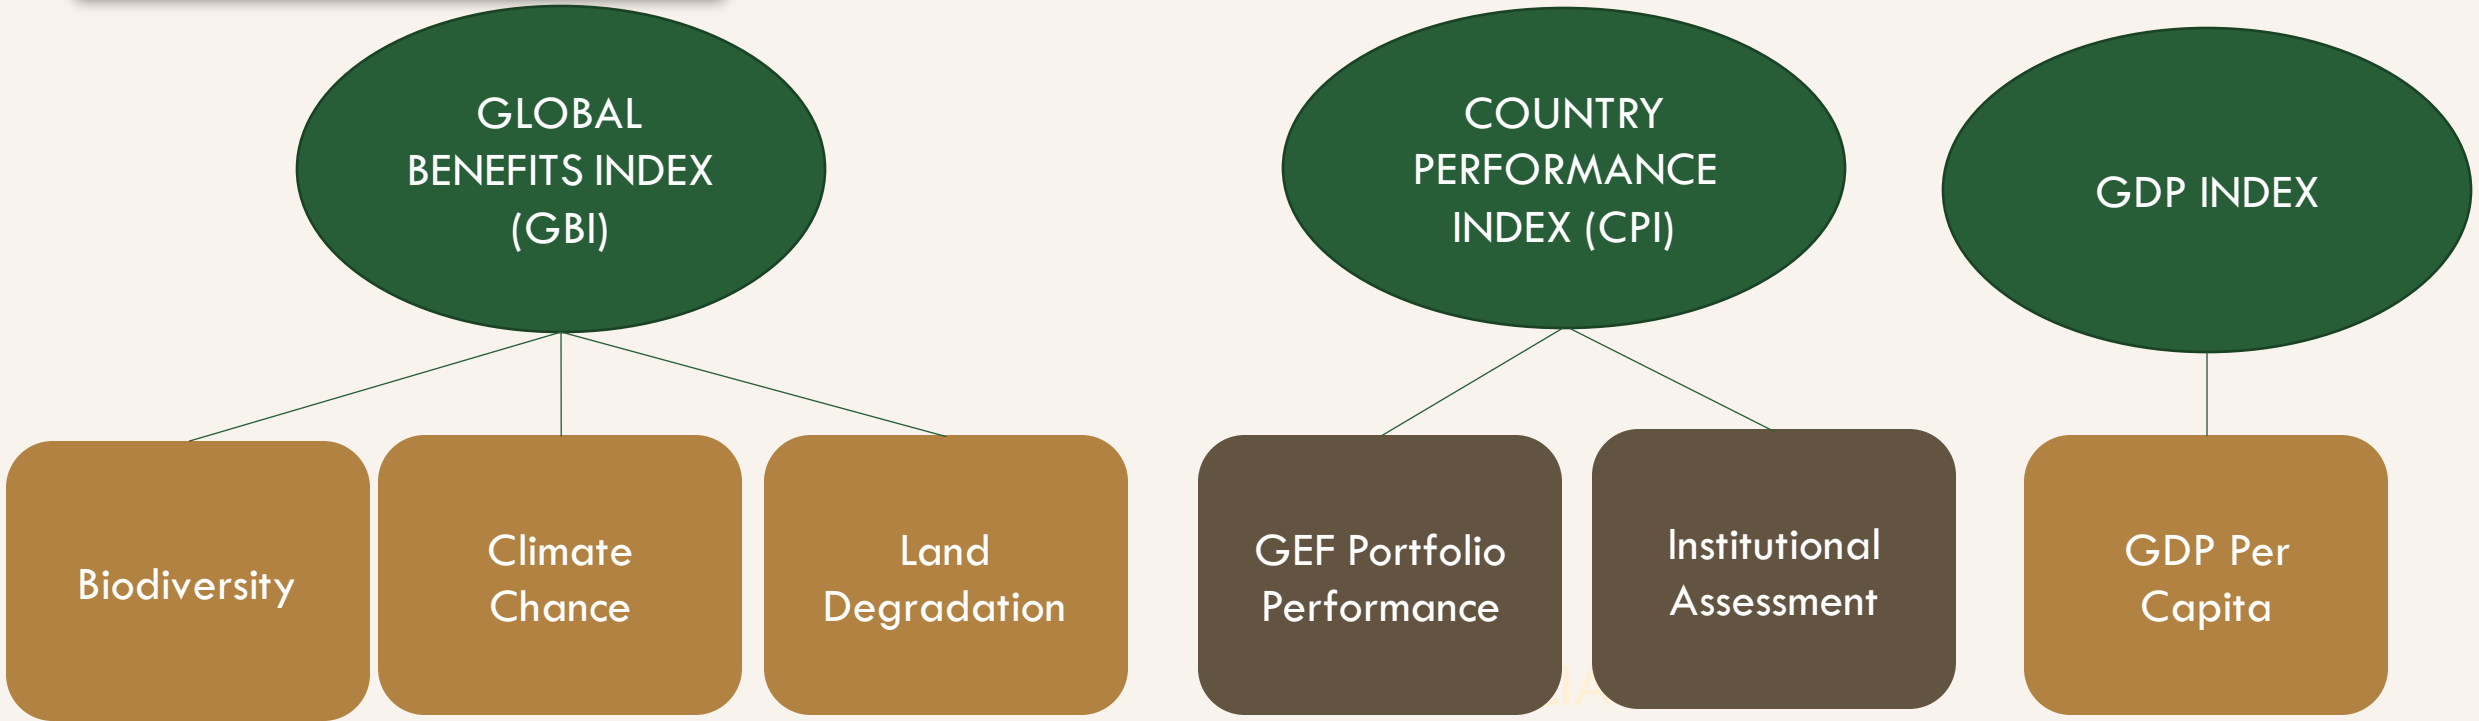 GLOBAL
BENEFITS INDEX
(GBI)
COUNTRY
PERFORMANCE
INDEX (CPI)
GDP INDEX
Biodiversity
Climate
Chance
Land
Degradation
GEF Portfolio
Performance
Institutional
Assessment
GDP Per
Capita